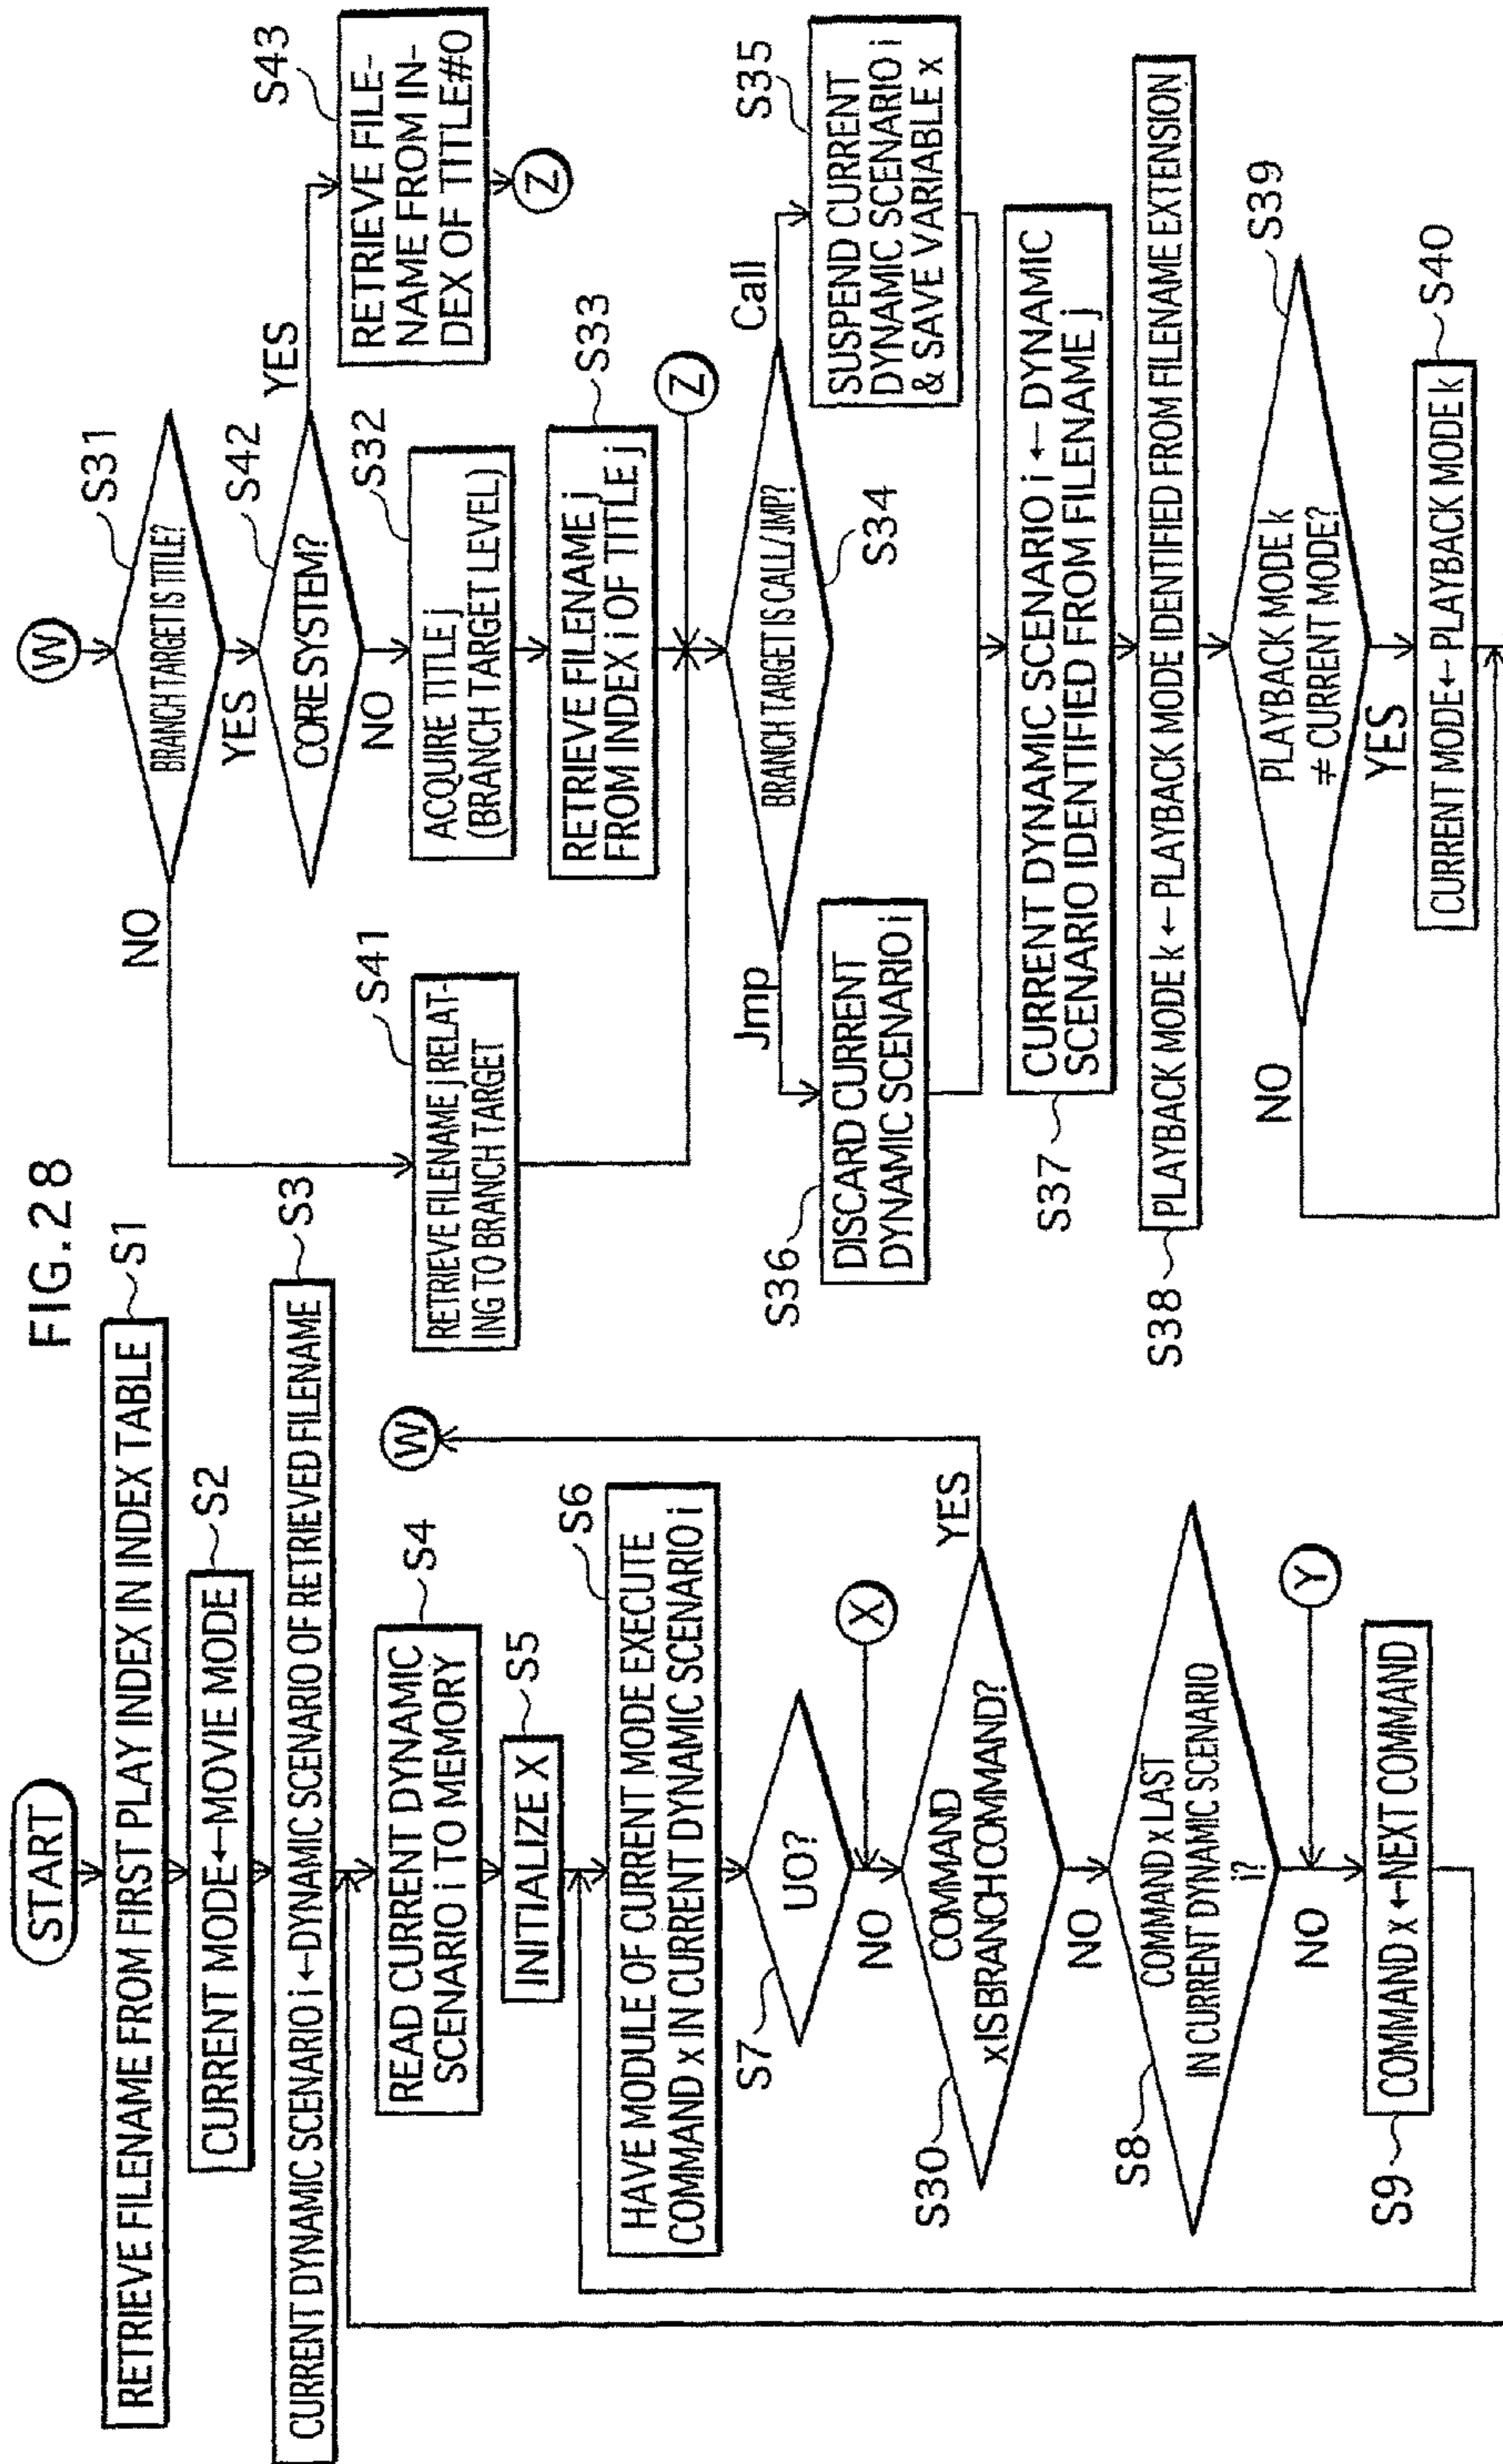 FIG.28
START
RETRIEVE FILENAME FROM FIRST PLAY INDEX IN INDEX TABLE
S1
CURRENT MODE←MOVIE MODE
S2
CURRENT DYNAMIC SCENARIO i ←DYNAMIC SCENARIO OF RETRIEVED FILENAME
S3
READ CURRENT DYNAMIC
SCENARIO i TO MEMORY
S4
INITIALIZE X
S5
HAVE MODULE OF CURRENT MODE EXECUTE
COMMAND x IN CURRENT DYNAMIC SCENARIO i
S6
UO?
S7
NO
X
COMMAND
x IS BRANCH COMMAND?
S30
YES
W
NO
COMMAND x LAST
IN CURRENT DYNAMIC SCENARIO
i?
S8
NO
Y
COMMAND x ←NEXT COMMAND
S9
W
BRANCH TARGET IS TITLE?
S31
NO
YES
CORE SYSTEM?
S42
YES
RETRIEVE FILE-
NAME FROM IN-
DEX OF TITLE#0
S43
Z
NO
ACQUIRE TITLE j
(BRANCH TARGET LEVEL)
S32
RETRIEVE FILENAME j
FROM INDEX i OF TITLE j
S33
RETRIEVE FILENAME j RELAT-
ING TO BRANCH TARGET
S41
Z
BRANCH TARGET IS CALL/JMP?
S34
Jmp
Call
DISCARD CURRENT
DYNAMIC SCENARIO i
S36
SUSPEND CURRENT
DYNAMIC SCENARIO i
& SAVE VARIABLE x
S35
CURRENT DYNAMIC SCENARIO i ← DYNAMIC
SCENARIO IDENTIFIED FROM FILENAME j
S37
PLAYBACK MODE k ← PLAYBACK MODE IDENTIFIED FROM FILENAME EXTENSION
S38
PLAYBACK MODE k
≠ CURRENT MODE?
S39
NO
YES
CURRENT MODE← PLAYBACK MODE k
S40